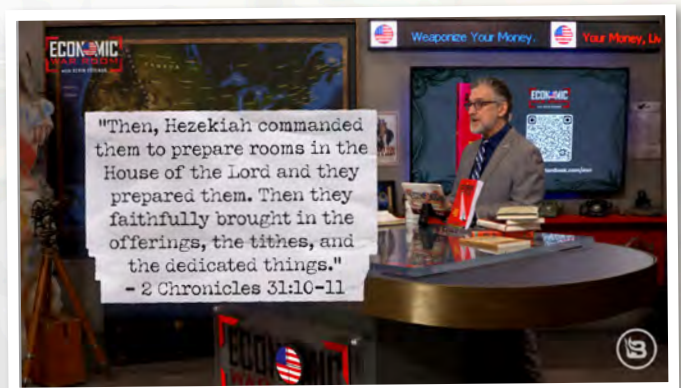 ECONOMIC
WAR ROOM
Weaponize Your Money.
Your Money, Liv
ECONOMIC
"Then, Hezekiah commanded
them to prepare rooms in the
House of the Lord and they
prepared them. Then they
faithfully brought in the
offerings, the tithes, and
the dedicated things."
- 2 Chronicles 31:10-11
ECONOMIC
WAR
B